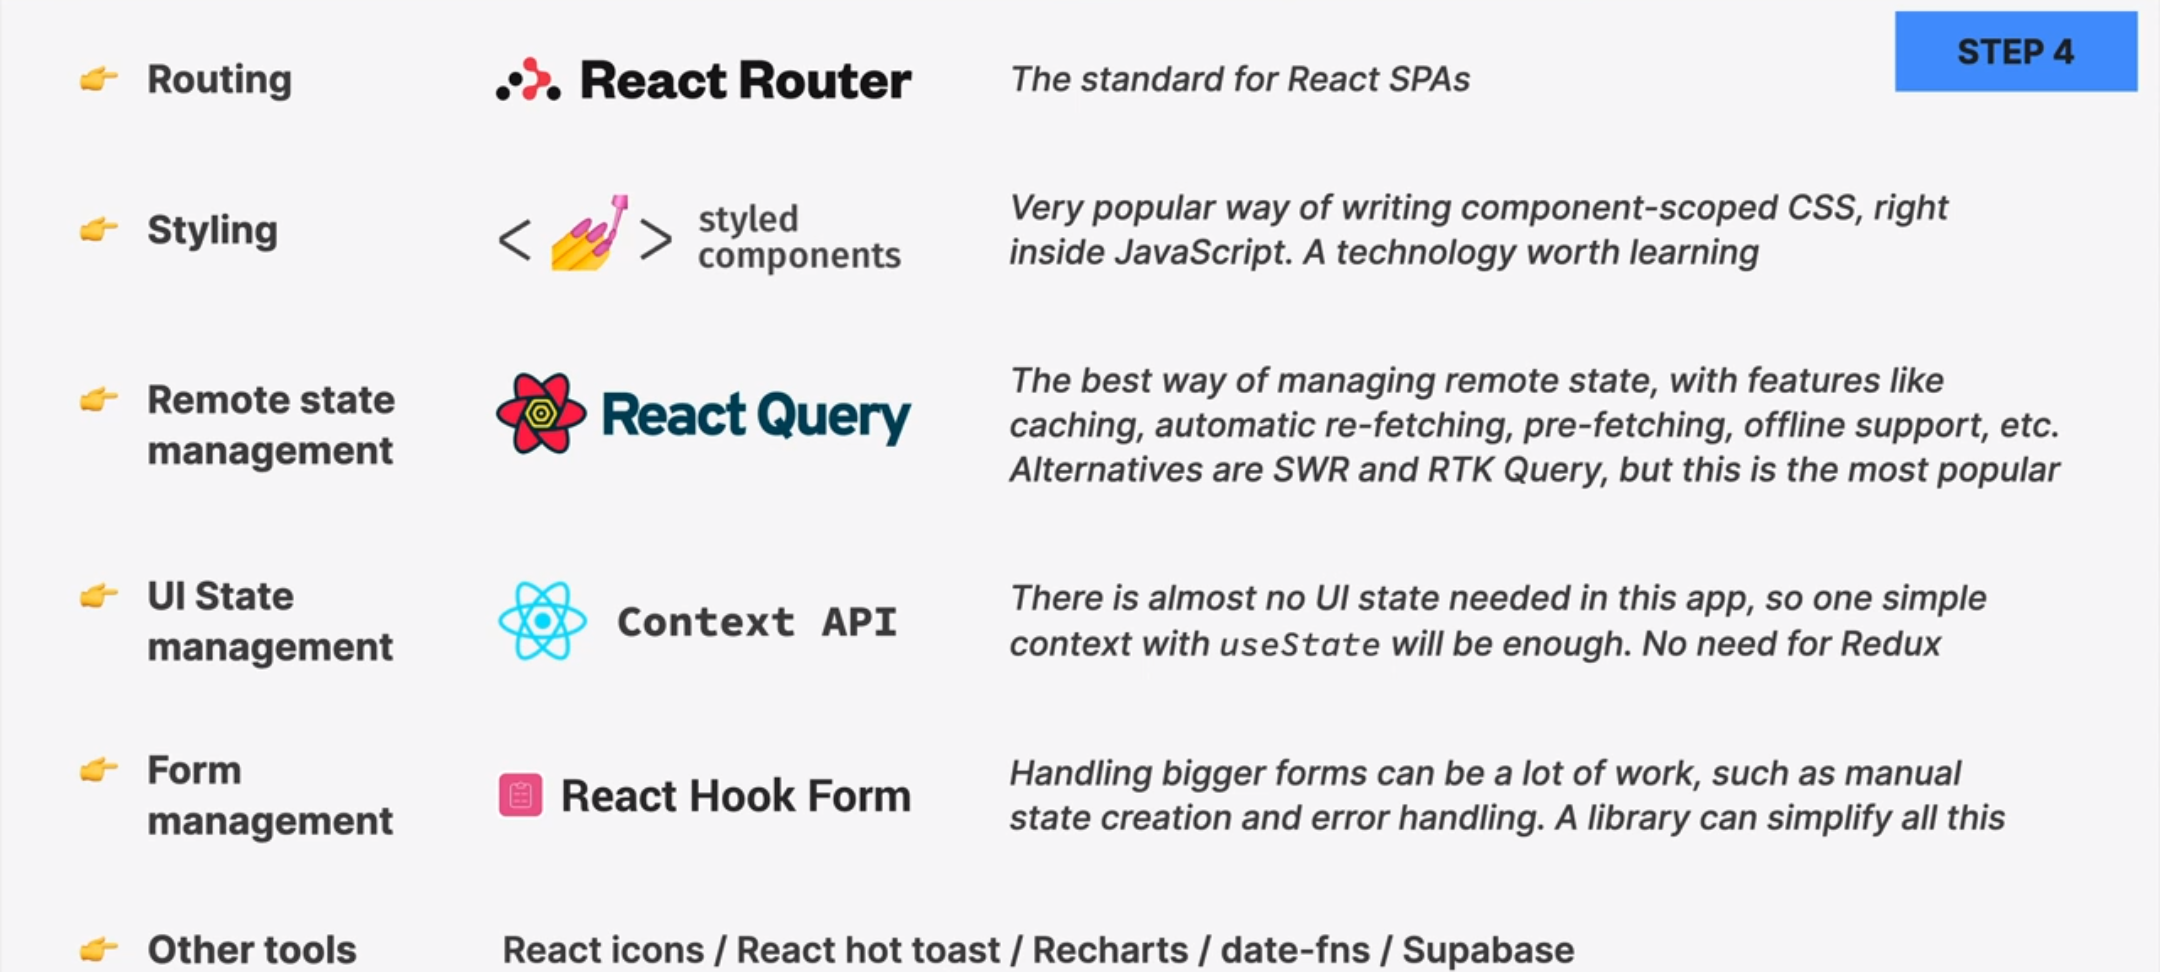 STEP 4
Routing
React Router
The standard for React SPAs
Styling
< > styled
components
Very popular way of writing component-scoped CSS, right
inside JavaScript. A technology worth learning
Remote state
management
React Query
The best way of managing remote state, with features like
caching, automatic re-fetching, pre-fetching, offline support, etc.
Alternatives are SWR and RTK Query, but this is the most popular
UI State
management
Context API
There is almost no UI state needed in this app, so one simple
context with useState will be enough. No need for Redux
Form
management
React Hook Form
Handling bigger forms can be a lot of work, such as manual
state creation and error handling. A library can simplify all this
Other tools
React icons / React hot toast / Recharts / date-fns / Supabase